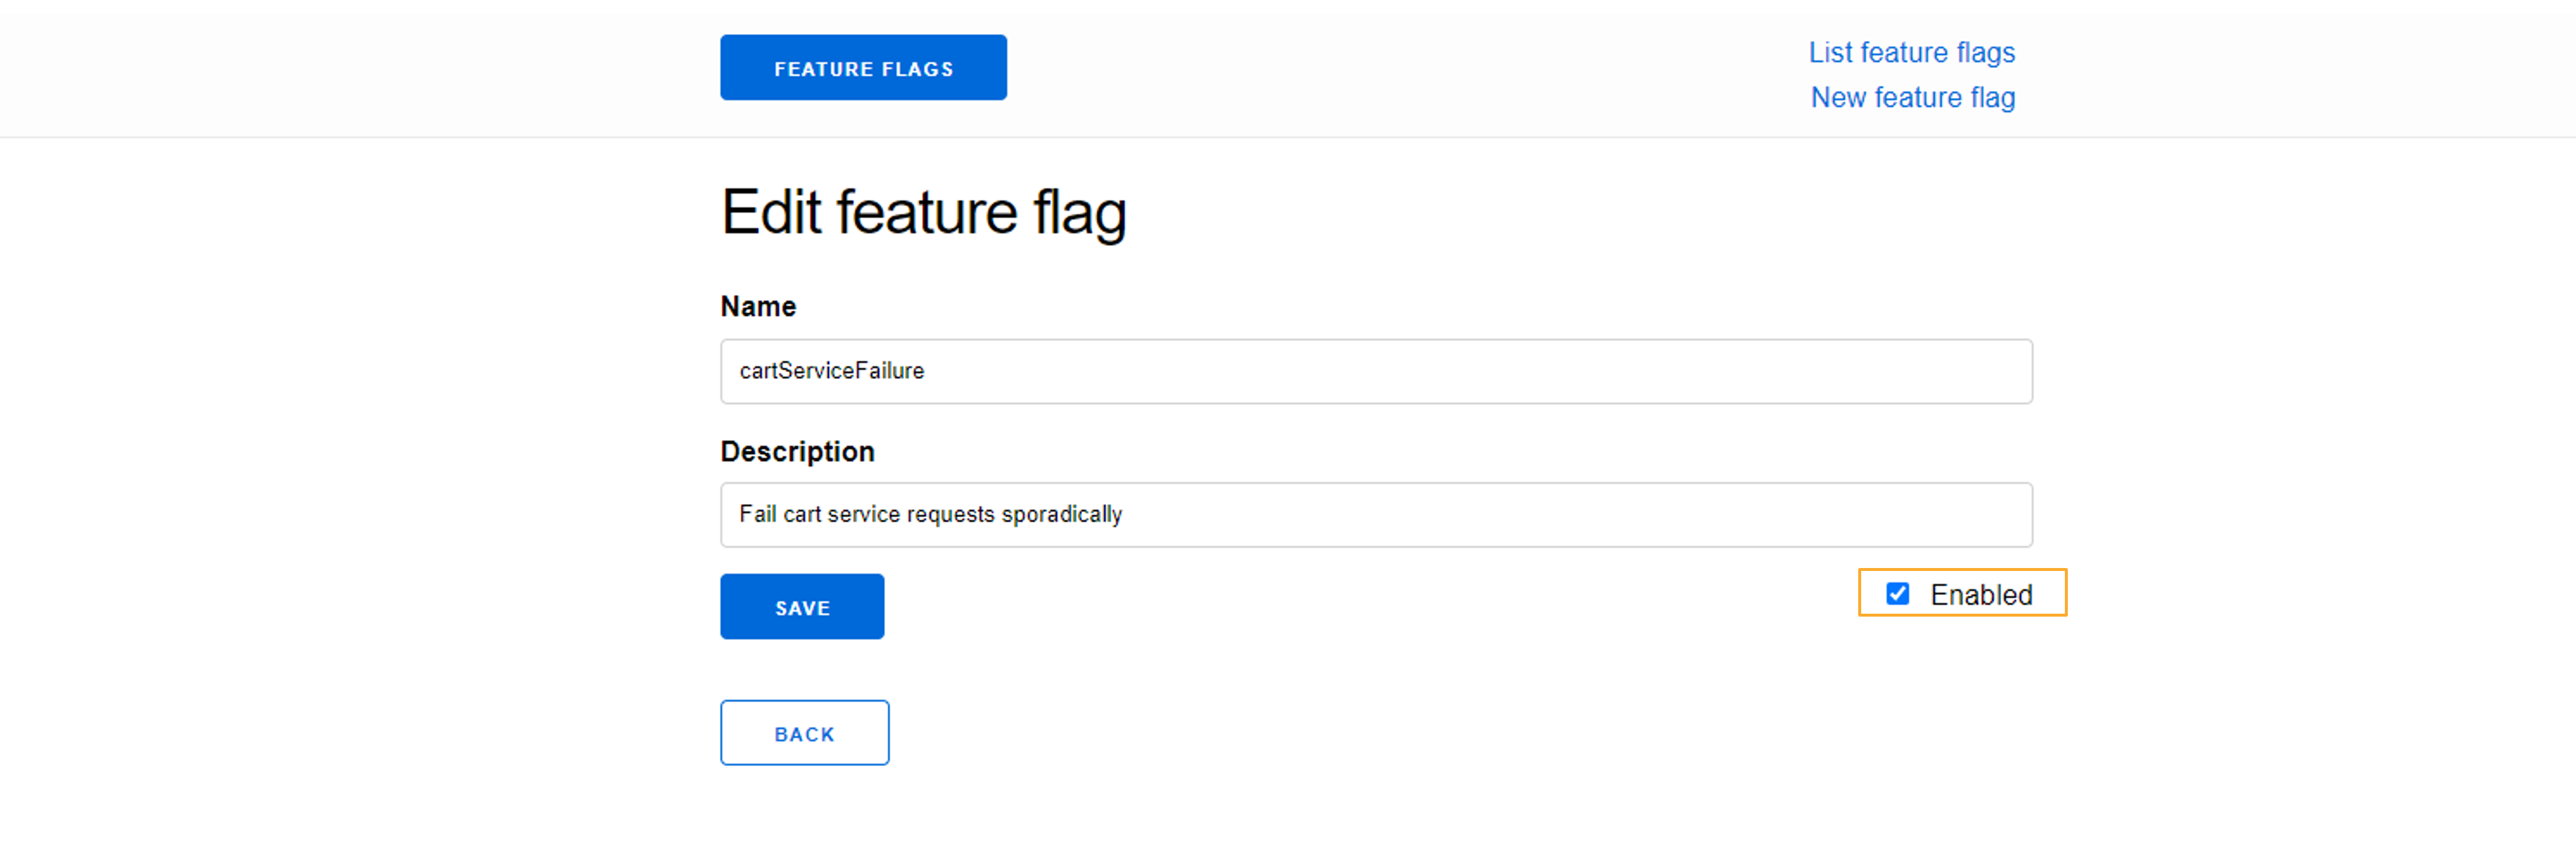 FEATURE FLAGS
List feature flags
New feature flag
Edit feature flag
Name
cartServiceFailure
Description
Fail cart service requests sporadically
SAVE
Enabled
BACK